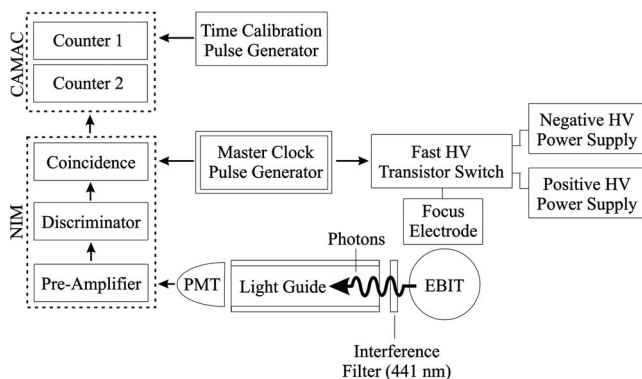 CAMAC
Counter 1
Counter 2
Time Calibration
Pulse Generator
NIM
Coincidence
Discriminator
Pre-Amplifier
Master Clock
Pulse Generator
Fast HV
Transistor Switch
Negative HV
Power Supply
Positive HV
Power Supply
Focus
Electrode
Photons
PMT
Light Guide
EBIT
Interference
Filter (441 nm)